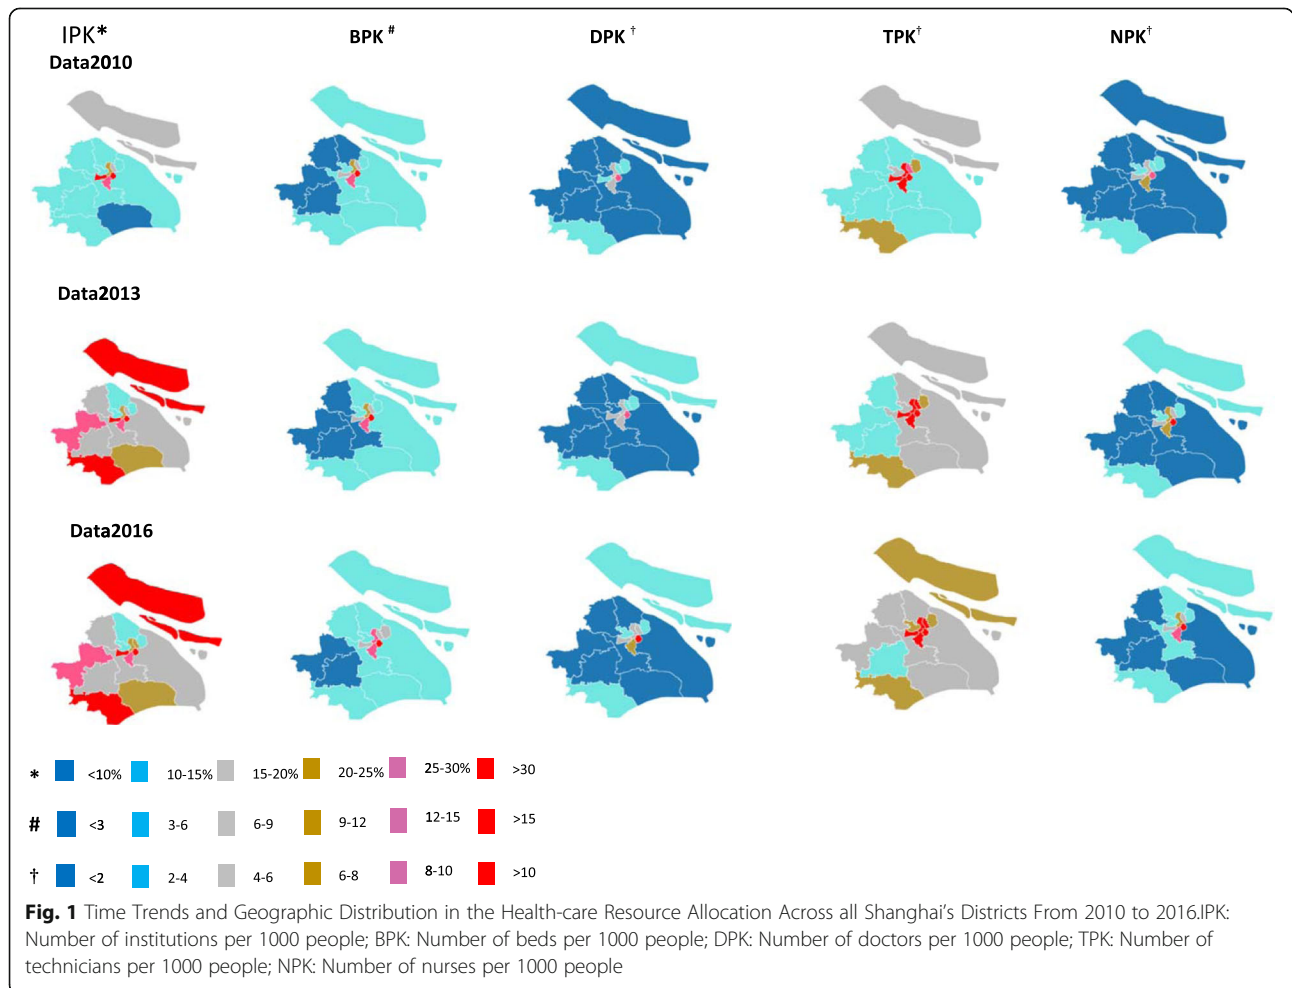 IPK* BPK # DPK † TPK† NPK†
Data2010
Data2013
Data2016
* <10% 10-15% 15-20% 20-25% 25-30% >30
# <3 3-6 6-9 9-12 12-15 >15
† <2 2-4 4-6 6-8 8-10 >10
Fig. 1 Time Trends and Geographic Distribution in the Health-care Resource Allocation Across all Shanghai's Districts From 2010 to 2016.IPK:
Number of institutions per 1000 people; BPK: Number of beds per 1000 people; DPK: Number of doctors per 1000 people; TPK: Number of
technicians per 1000 people; NPK: Number of nurses per 1000 people